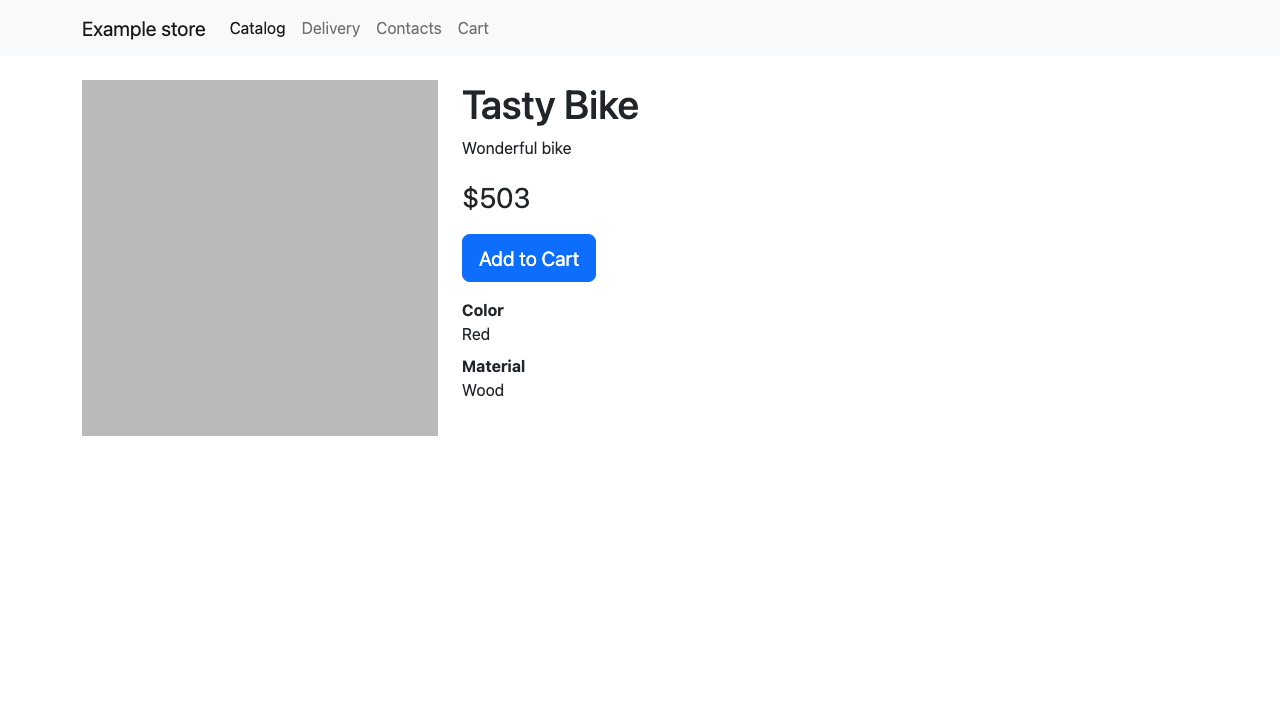 Example store Catalog Delivery Contacts Cart
Tasty Bike
Wonderful bike
$503
Add to Cart
Color
Red
Material
Wood